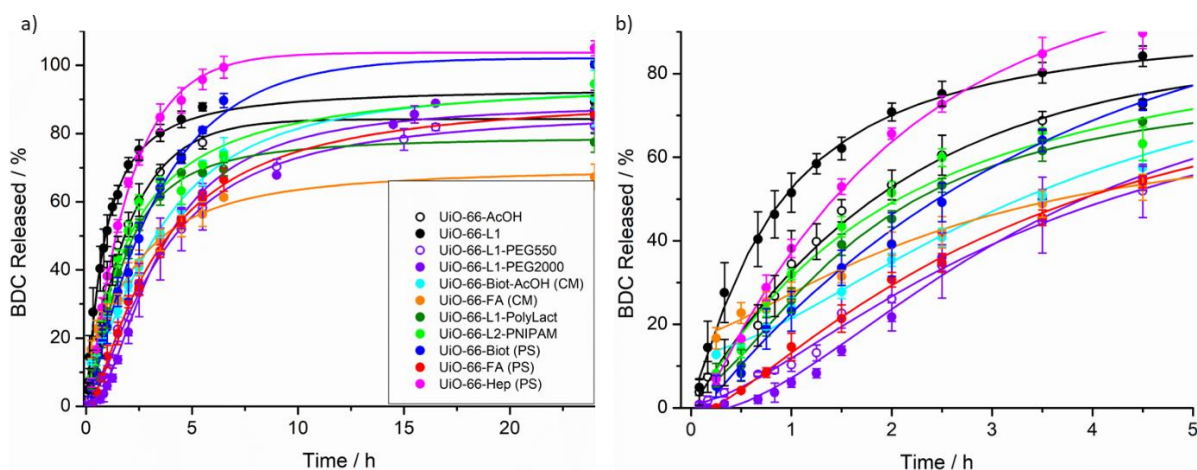 a)
BDC Released / %
100
80
60
40
20
0
0 2.5 5 10 15 20
Time / h
UiO-66-AcOH
UiO-66-L1
UiO-66-L1-PEG550
UiO-66-L1-PEG2000
UiO-66-Biot-AcOH (CM)
UiO-66-FA (CM)
UiO-66-L1-PolyLact
UiO-66-L2-PNIPAM
UiO-66-Biot (PS)
UiO-66-FA (PS)
UiO-66-Hep (PS)
b)
BDC Released / %
80
60
40
20
0
0 1 2 3 4 5
Time / h